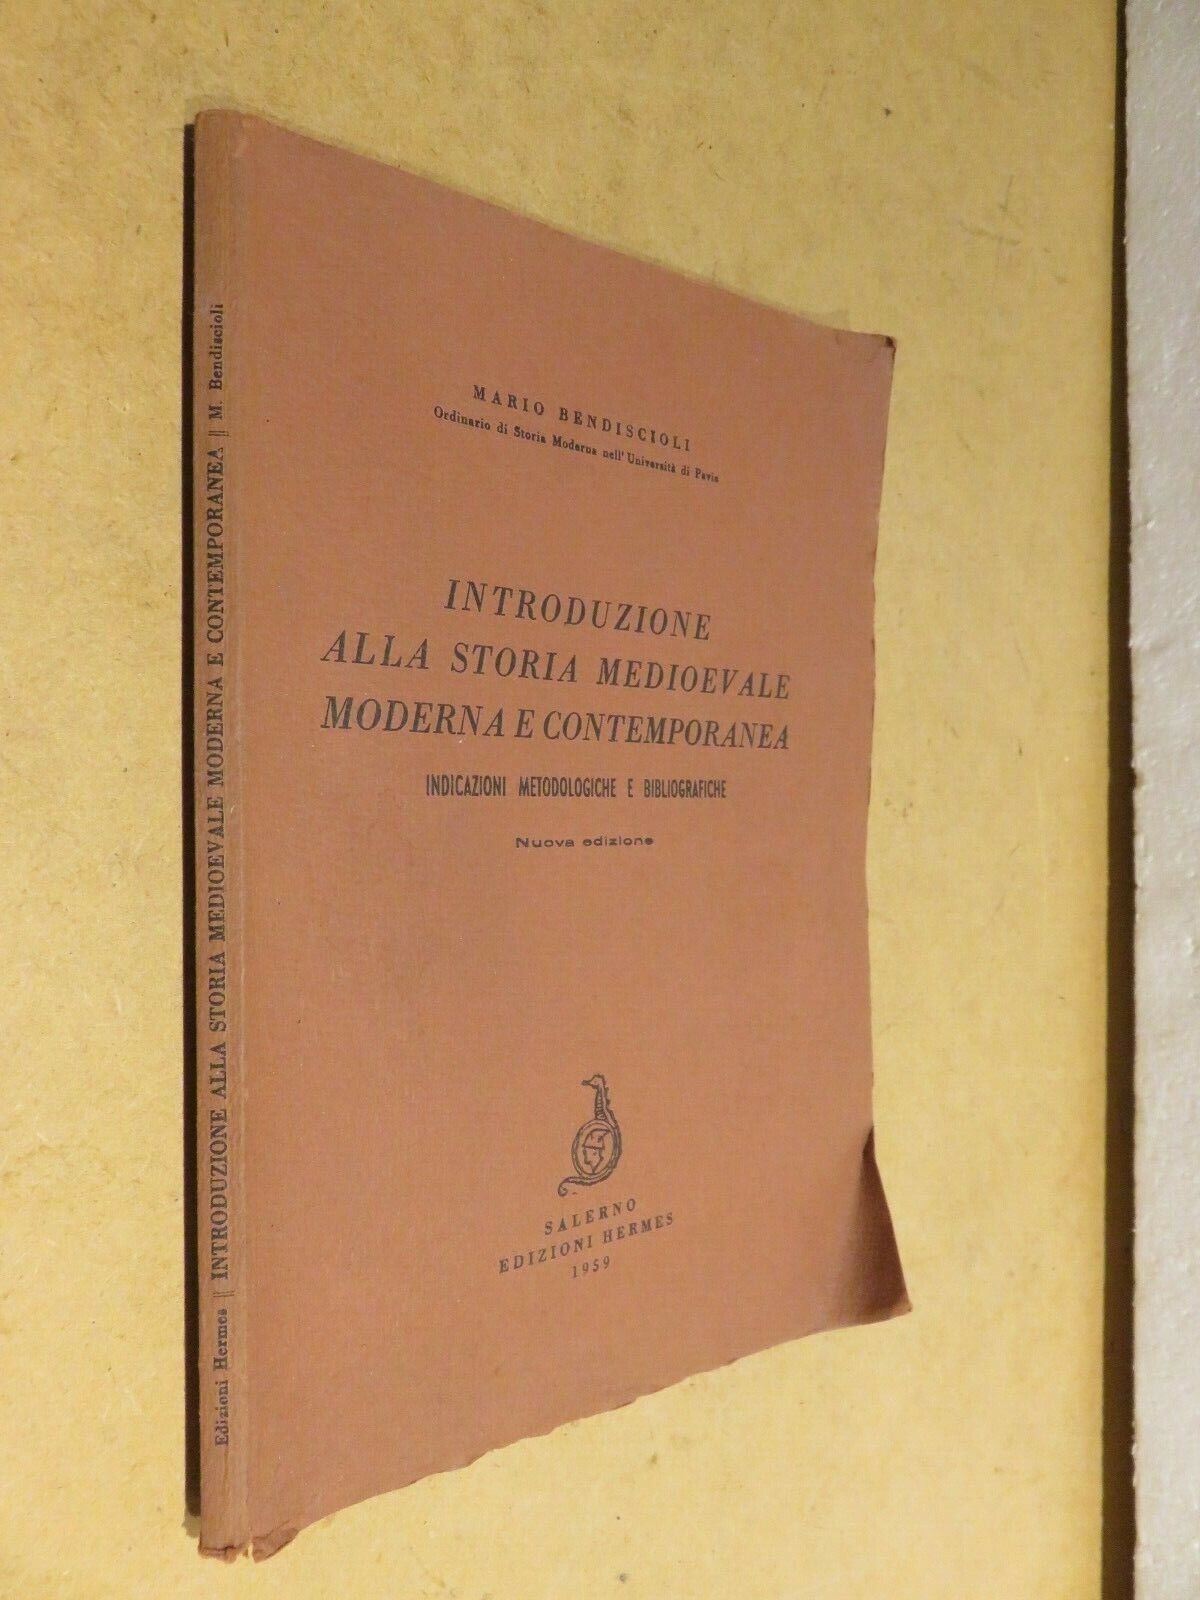 MARIO BENDISCIOLI
Ordinario di Storia Moderna nell'Università di Pavia
INTRODUZIONE
ALLA STORIA MEDIOEVALE
MODERNA E CONTEMPORANEA
INDICAZIONI METODOLOGICHE E BIBLIOGRAFICHE
Nuova edizione
SALERNO
EDIZIONI HERMES
1959
Edizioni Hermes || INTRODUZIONE ALLA STORIA MEDIOEVALE MODERNA E CONTEMPORANEA || M. Bendiscioli